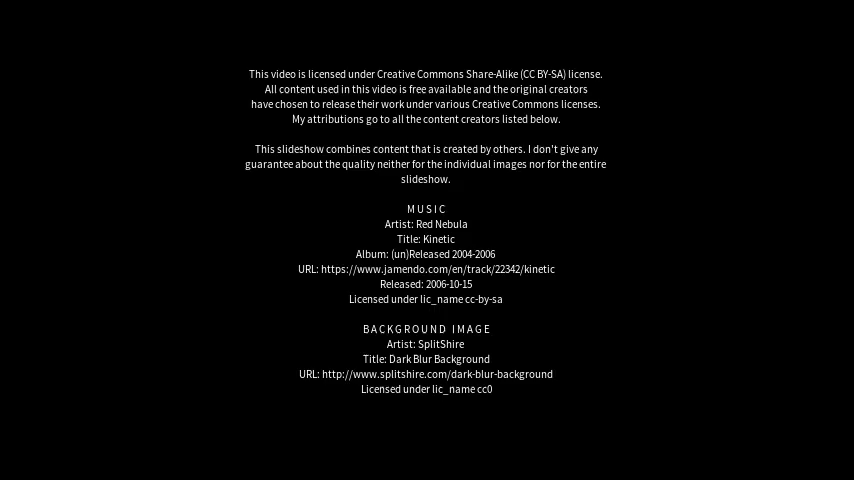 This video is licensed under Creative Commons Share-Alike (CC BY-SA) license.
All content used in this video is free available and the original creators
have chosen to release their work under various Creative Commons licenses.
My attributions go to all the content creators listed below.
This slideshow combines content that is created by others. I don't give any
guarantee about the quality neither for the individual images nor for the entire
slideshow.
MUSIC
Artist: Red Nebula
Title: Kinetic
Album: (un)Released 2004-2006
URL: https://www.jamendo.com/en/track/22342/kinetic
Released: 2006-10-15
Licensed under lic_name cc-by-sa
BACKGROUND IMAGE
Artist: SplitShire
Title: Dark Blur Background
URL: http://www.splitshire.com/dark-blur-background
Licensed under lic_name cc0